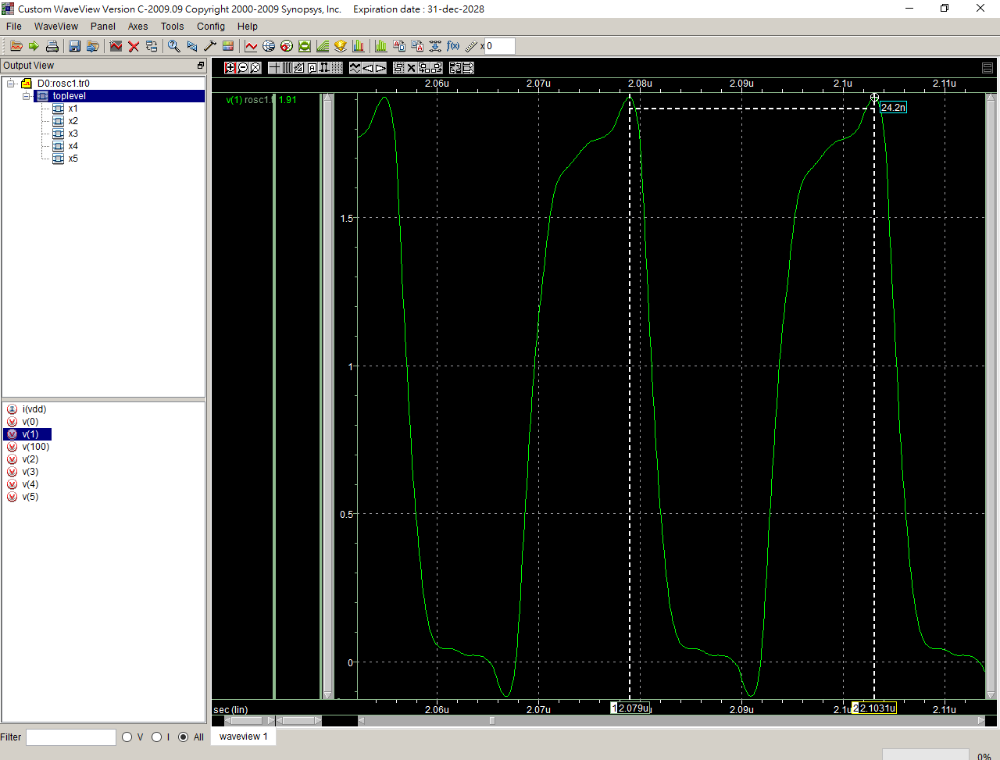 Custom WaveView Version C-2009.09 Copyright 2000-2009 Synopsys, Inc. Expiration date : 31-dec-2028
File WaveView Panel Axes Tools Config Help
x 0
Output View
D0:rosc1.tr0
toplevel
x1
x2
x3
x4
x5
i(vdd)
v(0)
v(1)
v(100)
v(2)
v(3)
v(4)
v(5)
Filter V I All
2.06u 2.07u 2.08u 2.09u 2.1u 2.11u
v(1) rosc1. 1.91
24.2n
1.5
1
0.5
0
sec (lin) 2.06u 2.07u 1 2.079u 2.09u 2.1u 2 2.1031u 2.11u
waveview 1
0%